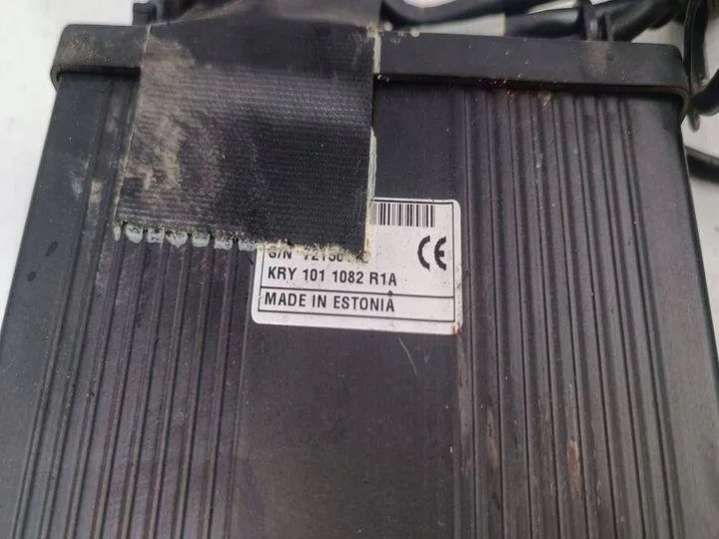 S/N
CE
KRY 101 1082 R1A
MADE IN ESTONIA